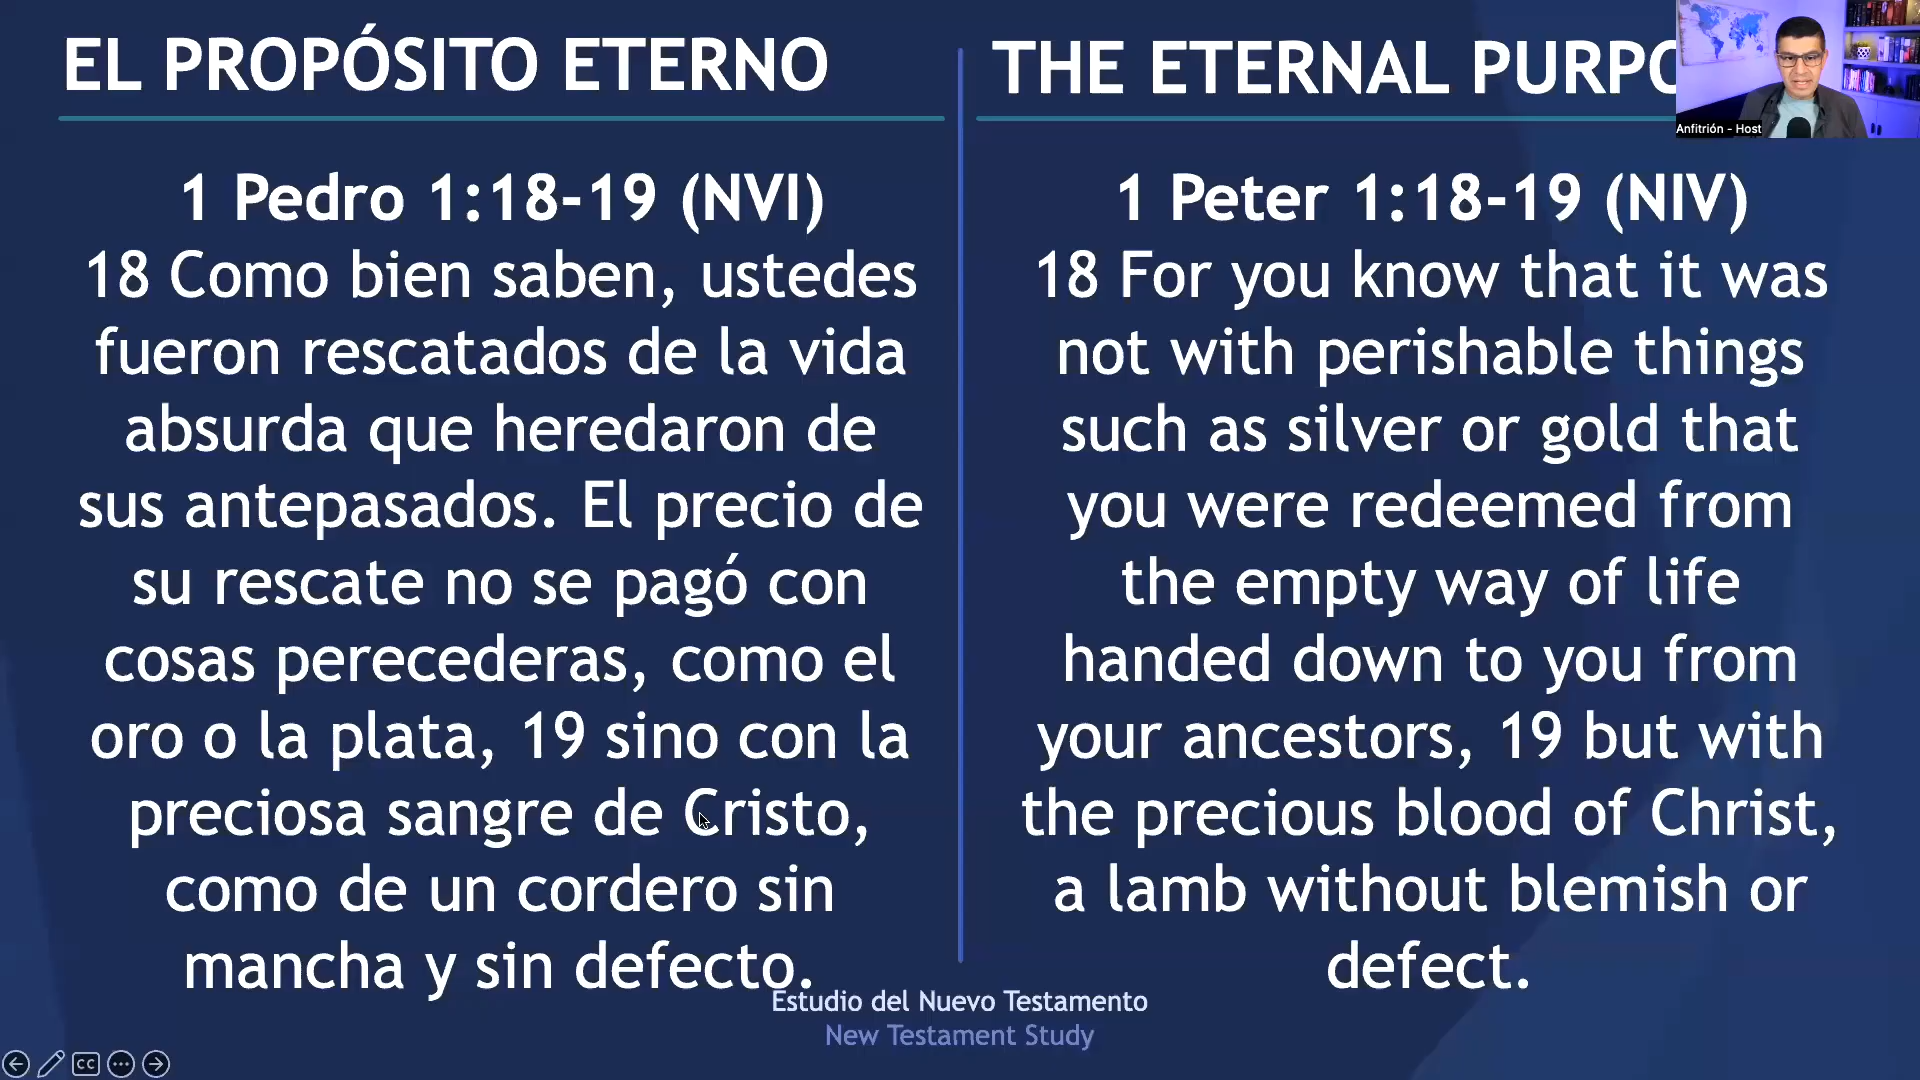 EL PROPÓSITO ETERNO
1 Pedro 1:18-19 (NVI)
18 Como bien saben, ustedes
fueron rescatados de la vida
absurda que heredaron de
sus antepasados. El precio de
su rescate no se pagó con
cosas perecederas, como el
oro o la plata, 19 sino con la
preciosa sangre de Cristo,
como de un cordero sin
mancha y sin defecto.
THE ETERNAL PURPO
1 Peter 1:18-19 (NIV)
18 For you know that it was
not with perishable things
such as silver or gold that
you were redeemed from
the empty way of life
handed down to you from
your ancestors, 19 but with
the precious blood of Christ,
a lamb without blemish or
defect.
Anfitrión - Host
Estudio del Nuevo Testamento
New Testament Study
CC